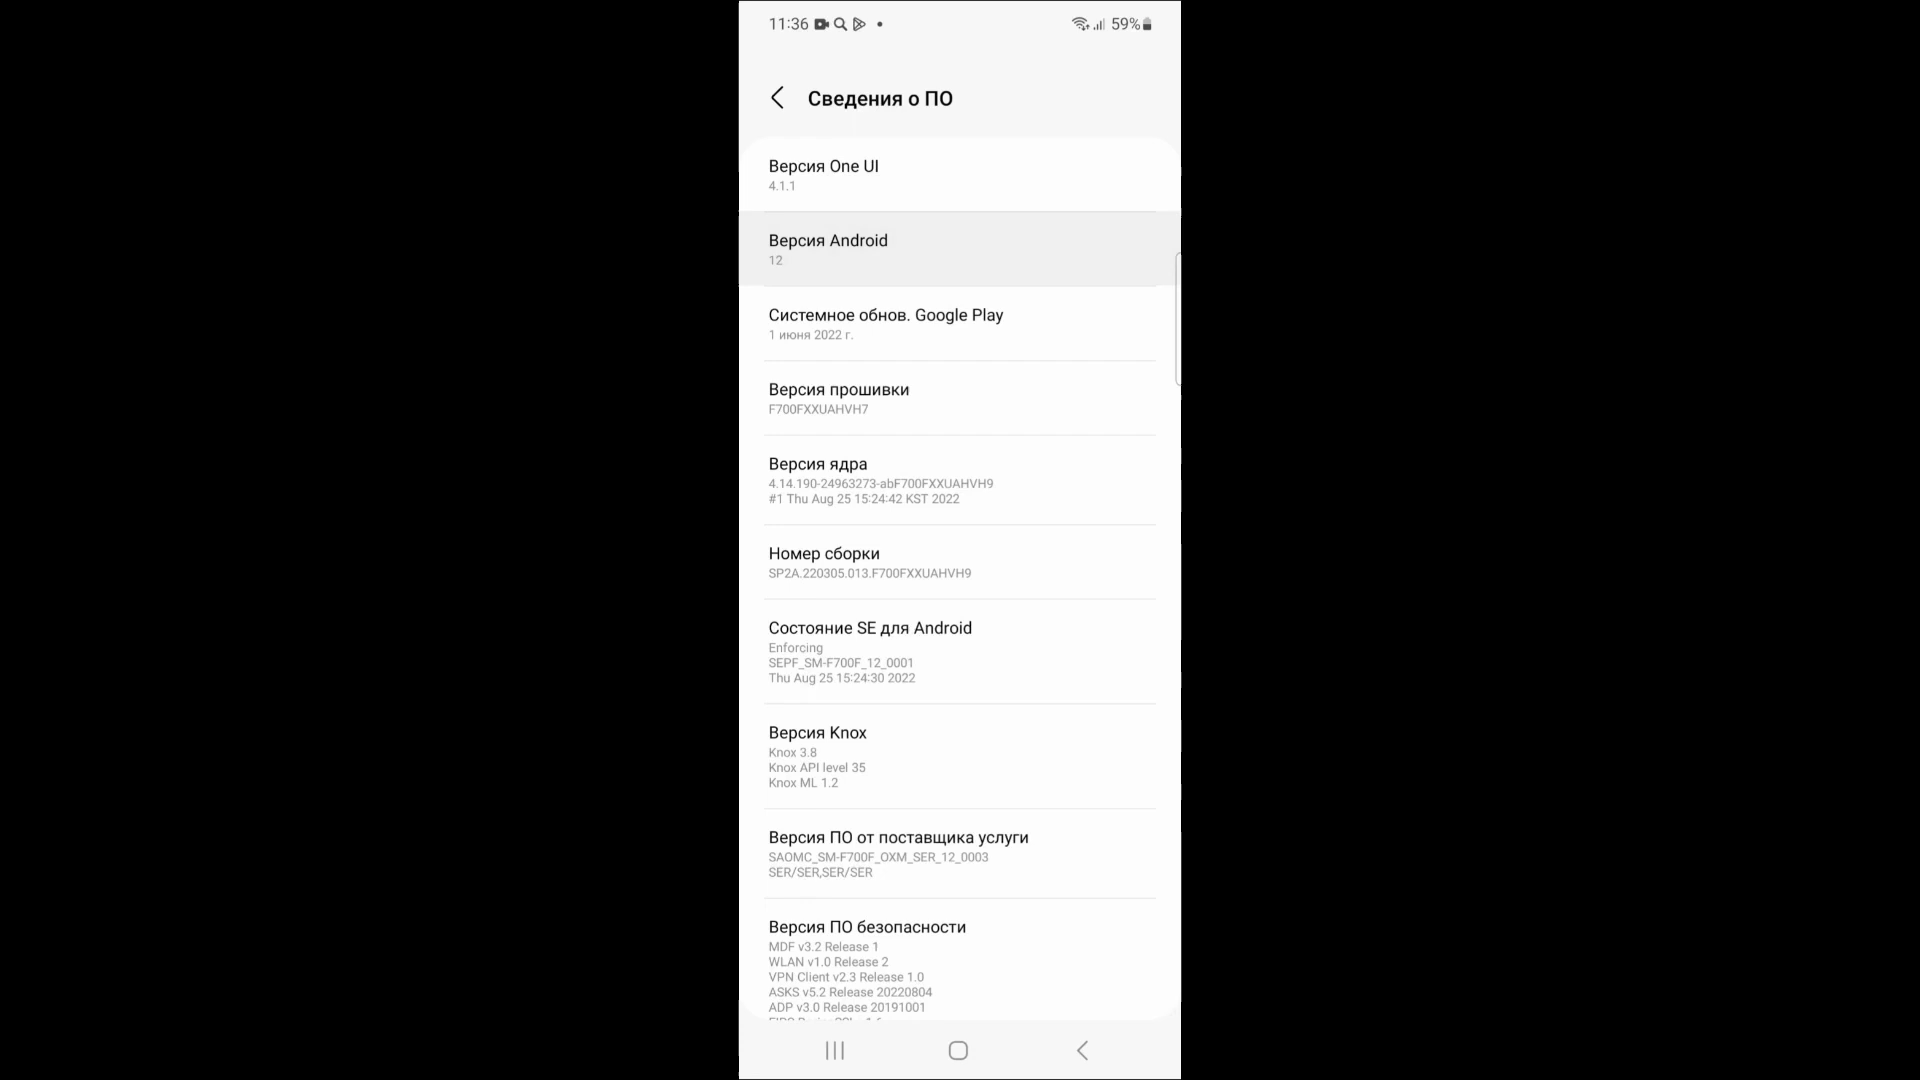 11:36
59%
Сведения о ПО
Версия One UI
4.1.1
Версия Android
12
Системное обнов. Google Play
1 июня 2022 г.
Версия прошивки
F700FXXUAHVH7
Версия ядра
4.14.190-24963273-abF700FXXUAHVH9
#1 Thu Aug 25 15:24:42 KST 2022
Номер сборки
SP2A.220305.013.F700FXXUAHVH9
Состояние SE для Android
Enforcing
SEPF_SM-F700F_12_0001
Thu Aug 25 15:24:30 2022
Версия Knox
Knox 3.8
Knox API level 35
Knox ML 1.2
Версия ПО от поставщика услуги
SAOMC_SM-F700F_OXM_SER_12_0003
SER/SER,SER/SER
Версия ПО безопасности
MDF v3.2 Release 1
WLAN v1.0 Release 2
VPN Client v2.3 Release 1.0
ASKS v5.2 Release 20220804
ADP v3.0 Release 20191001